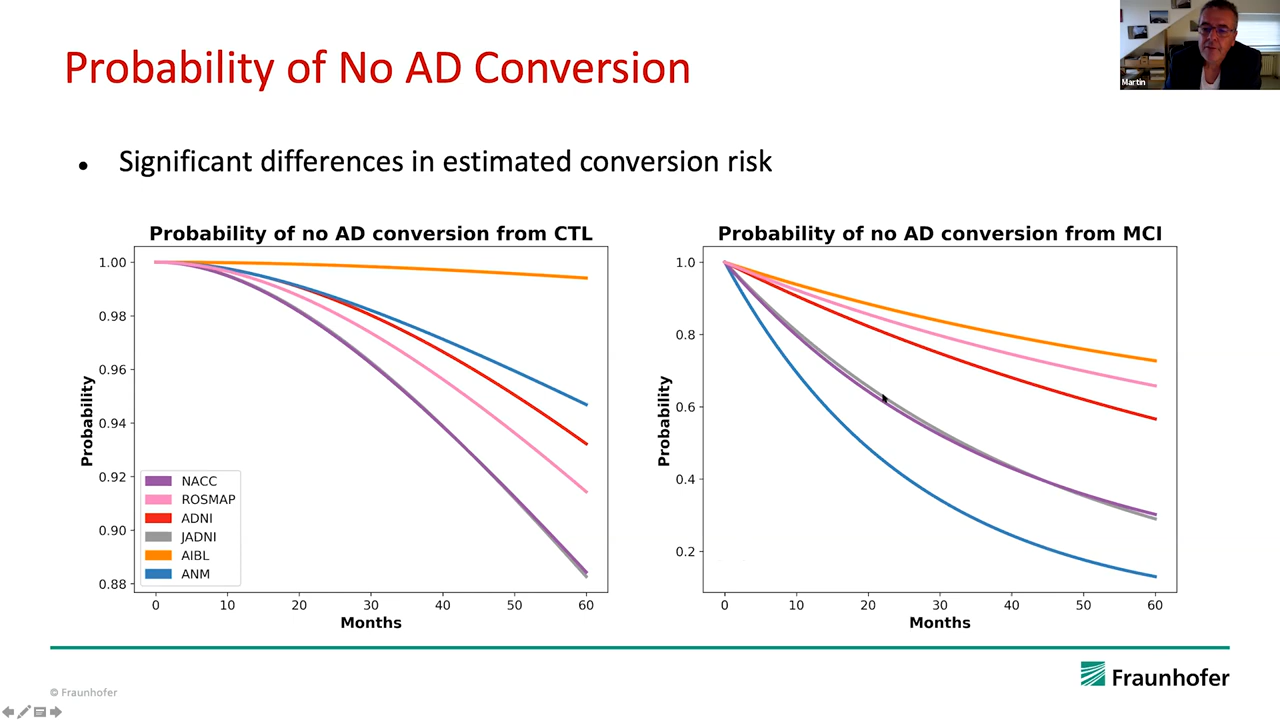 Probability of No AD Conversion
Martin
• Significant differences in estimated conversion risk
Probability of no AD conversion from CTL
Probability
1.00
0.98
0.96
0.94
0.92
0.90
0.88
NACC
ROSMAP
ADNI
JADNI
AIBL
ANM
0 10 20 30 40 50 60
Months
Probability of no AD conversion from MCI
Probability
1.0
0.8
0.6
0.4
0.2
0 10 20 30 40 50 60
Months
© Fraunhofer
Fraunhofer